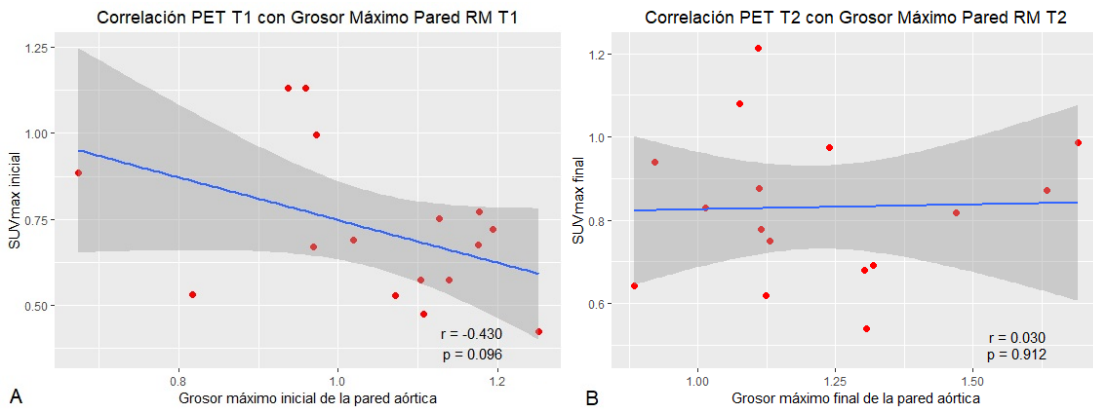 Correlación PET T1 con Grosor Máximo Pared RM T1
SUVmax inicial
1.25
1.00
0.75
0.50
r = -0.430
p = 0.096
0.8
1.0
1.2
Grosor máximo inicial de la pared aórtica
A
Correlación PET T2 con Grosor Máximo Pared RM T2
SUVmax final
1.2
1.0
0.8
0.6
r = 0.030
p = 0.912
1.00
1.25
1.50
Grosor máximo final de la pared aórtica
B